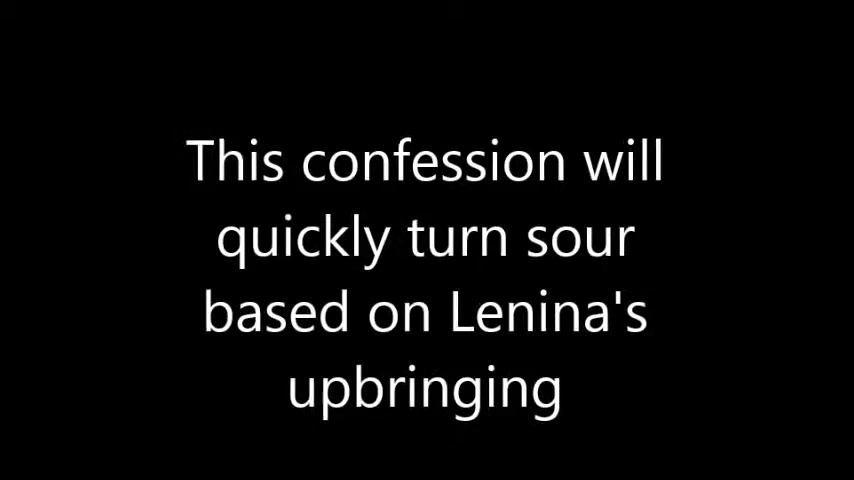 This confession will
quickly turn sour
based on Lenina's
upbringing